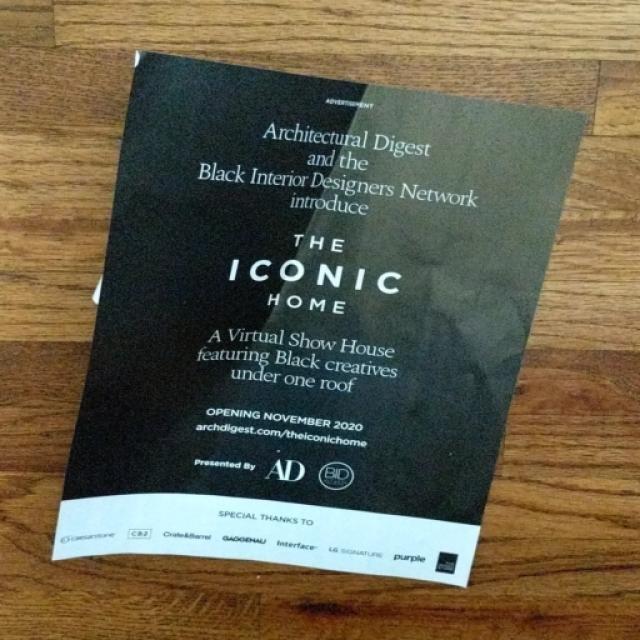 ADVERTISEMENT
Architectural Digest
and the
Black Interior Designers Network
introduce
THE
ICONIC
HOME
A Virtual Show House
featuring Black creatives
under one roof
OPENING NOVEMBER 2020
archdigest.com/theiconichome
Presented By AD BID
SPECIAL THANKS TO
caesarstone CB2 Crate&Barrel GAGGENAU Interface LG SIGNATURE purple